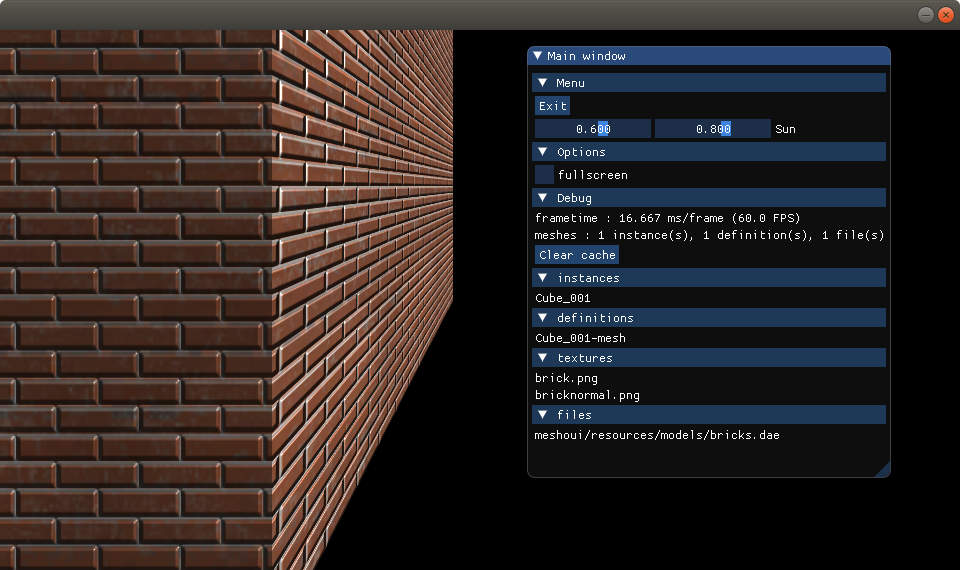 Main window
Menu
Exit
0.600 0.800 Sun
Options
fullscreen
Debug
frametime : 16.667 ms/frame (60.0 FPS)
meshes : 1 instance(s), 1 definition(s), 1 file(s)
Clear cache
instances
Cube_001
definitions
Cube_001-mesh
textures
brick.png
bricknormal.png
files
meshoui/resources/models/bricks.dae